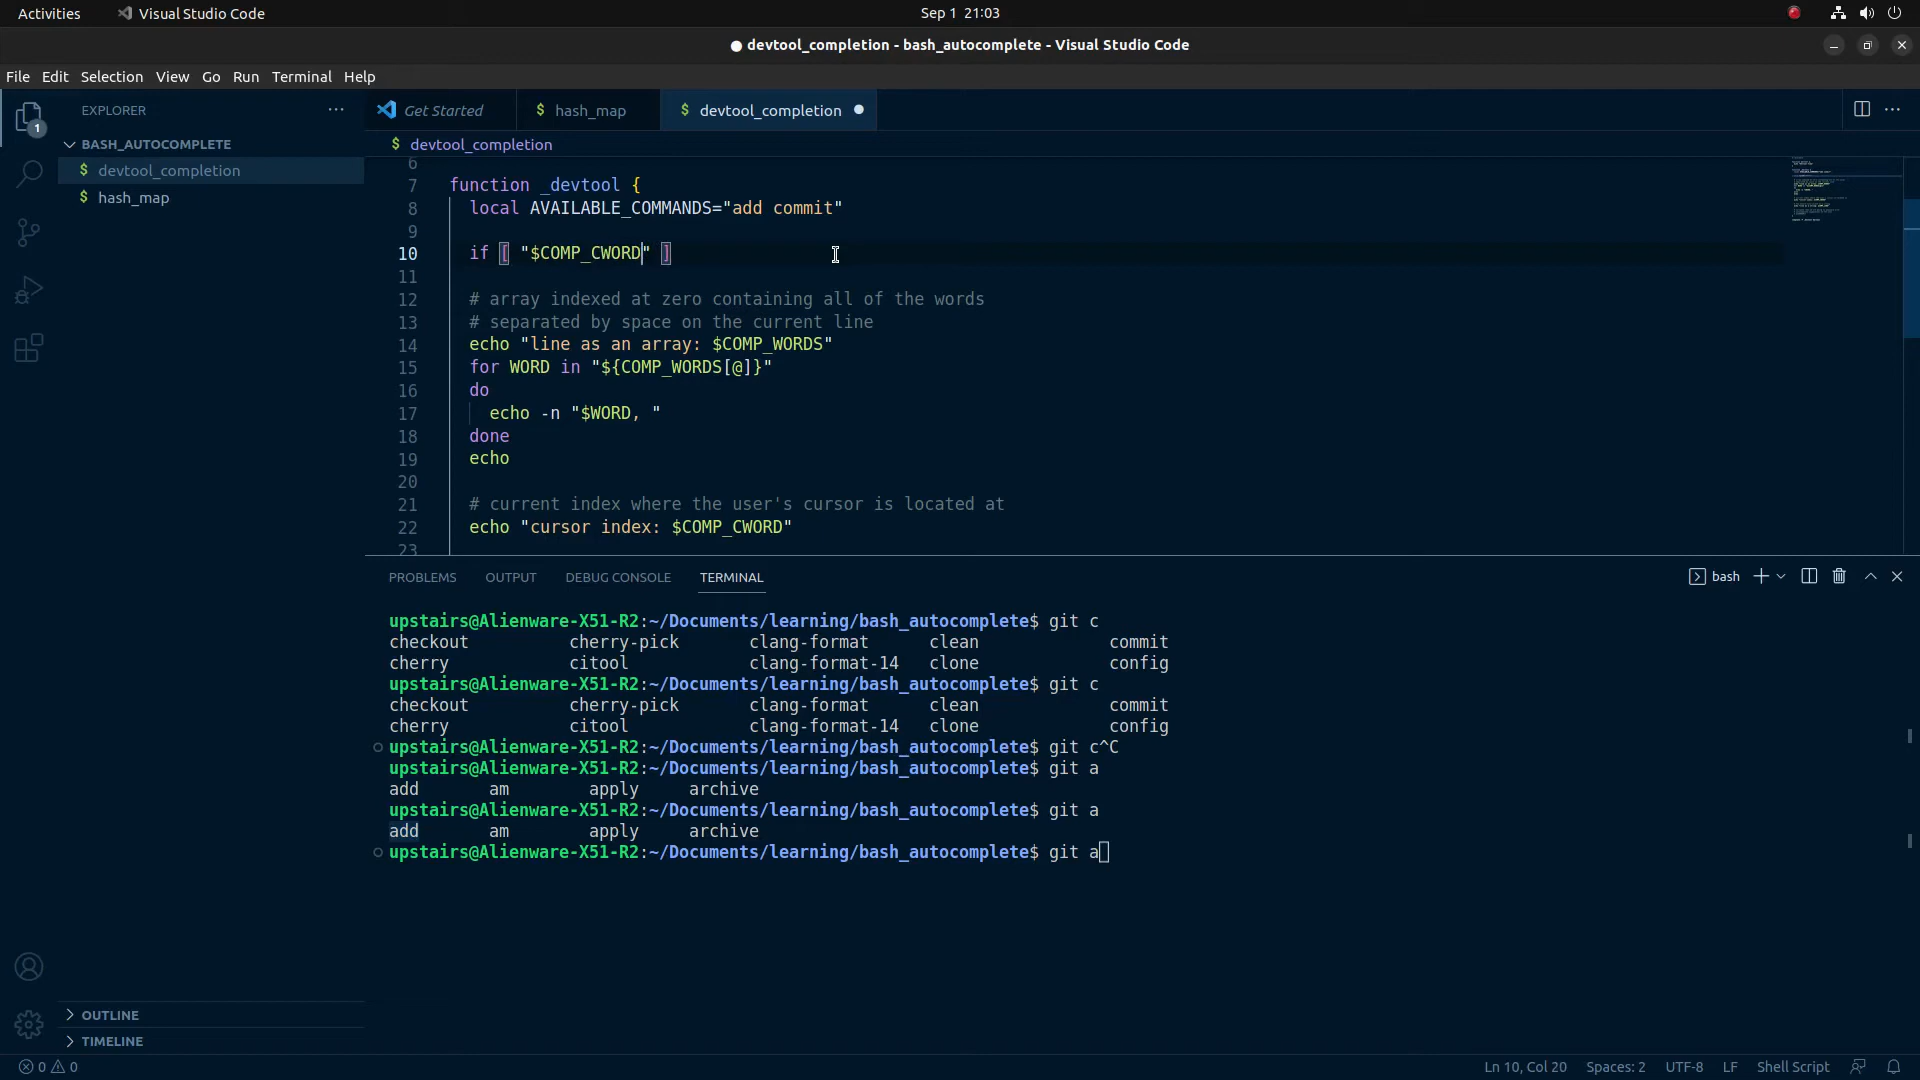 Activities Visual Studio Code Sep 1 21:03
● devtool_completion - bash_autocomplete - Visual Studio Code
File Edit Selection View Go Run Terminal Help
EXPLORER
1
BASH_AUTOCOMPLETE
$ devtool_completion
$ hash_map
OUTLINE
TIMELINE
Get Started $ hash_map $ devtool_completion
$ devtool_completion
6
7 function _devtool {
8 local AVAILABLE_COMMANDS="add commit"
9
10 if [ "$COMP_CWORD" ]
11
12 # array indexed at zero containing all of the words
13 # separated by space on the current line
14 echo "line as an array: $COMP_WORDS"
15 for WORD in "${COMP_WORDS[@]}"
16 do
17 echo -n "$WORD, "
18 done
19 echo
20
21 # current index where the user's cursor is located at
22 echo "cursor index: $COMP_CWORD"
23
PROBLEMS OUTPUT DEBUG CONSOLE TERMINAL bash
upstairs@Alienware-X51-R2:~/Documents/learning/bash_autocomplete$ git c
checkout cherry-pick clang-format clean commit
cherry citool clang-format-14 clone config
upstairs@Alienware-X51-R2:~/Documents/learning/bash_autocomplete$ git c
checkout cherry-pick clang-format clean commit
cherry citool clang-format-14 clone config
upstairs@Alienware-X51-R2:~/Documents/learning/bash_autocomplete$ git c^C
upstairs@Alienware-X51-R2:~/Documents/learning/bash_autocomplete$ git a
add am apply archive
upstairs@Alienware-X51-R2:~/Documents/learning/bash_autocomplete$ git a
add am apply archive
upstairs@Alienware-X51-R2:~/Documents/learning/bash_autocomplete$ git a
0 0 Ln 10, Col 20 Spaces: 2 UTF-8 LF Shell Script